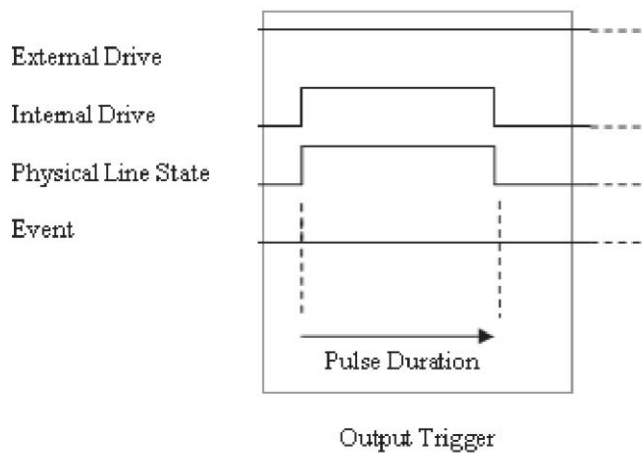 External Drive
Internal Drive
Physical Line State
Event
Pulse Duration
Output Trigger